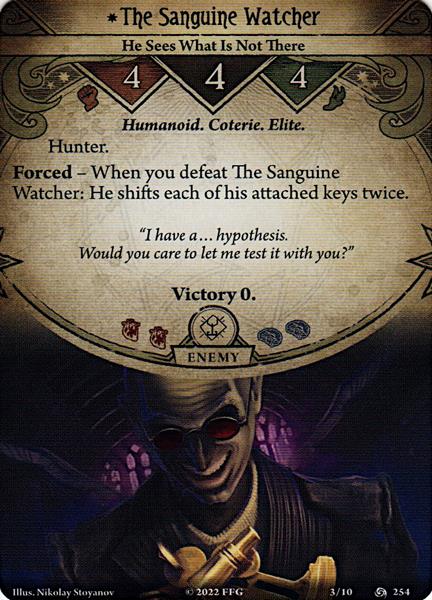 *The Sanguine Watcher
He Sees What Is Not There
4 4 4
Humanoid. Coterie. Elite.
Hunter.
Forced – When you defeat The Sanguine
Watcher: He shifts each of his attached keys twice.
“I have a… hypothesis.
Would you care to let me test it with you?”
Victory 0.
ENEMY
Illus. Nikolay Stoyanov © 2022 FFG 3/10 254